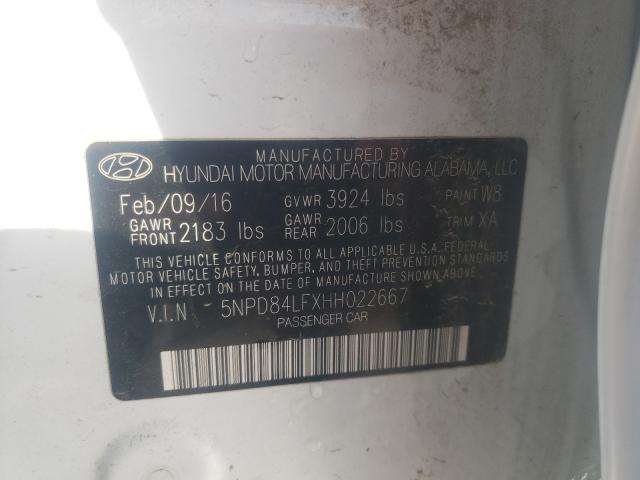 MANUFACTURED BY
HYUNDAI MOTOR MANUFACTURING ALABAMA, LLC
Feb/09/16 GVWR 3924 lbs PAINT W8
GAWR FRONT 2183 lbs GAWR REAR 2006 lbs TRIM XA
THIS VEHICLE CONFORMS TO ALL APPLICABLE U.S.A. FEDERAL
MOTOR VEHICLE SAFETY, BUMPER, AND THEFT PREVENTION STANDARDS
IN EFFECT ON THE DATE OF MANUFACTURE SHOWN ABOVE.
V.I.N 5NPD84LFXHH022667
PASSENGER CAR